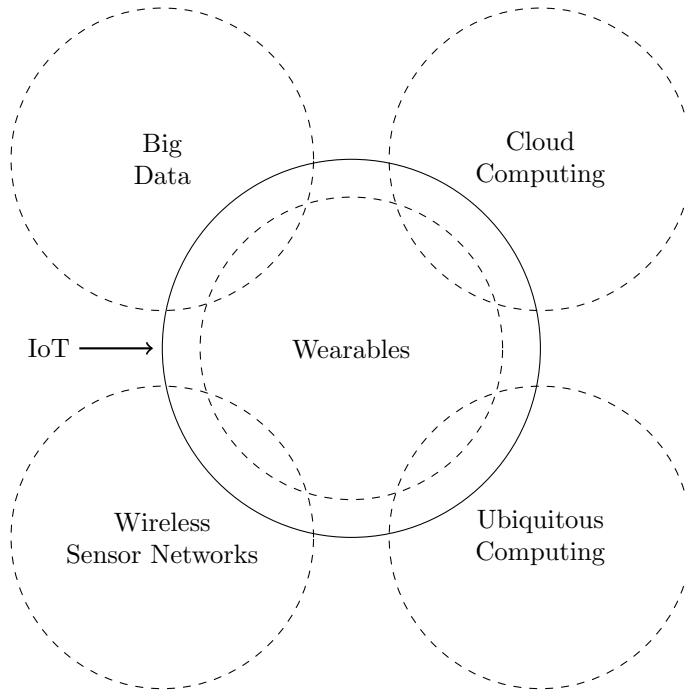 Big
Data
Cloud
Computing
IoT
Wearables
Wireless
Sensor Networks
Ubiquitous
Computing